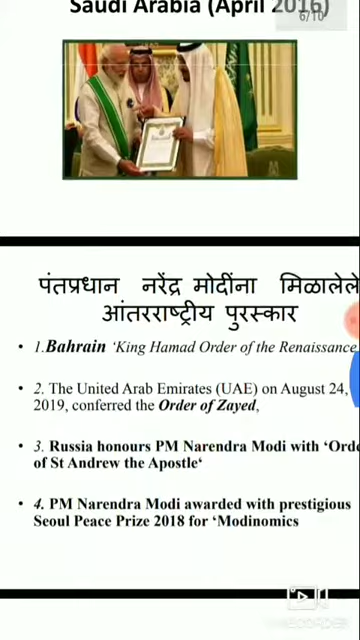 Saudi Arabia (April 2016)
6/10
पंतप्रधान नरेंद्र मोदींना मिळालेले
आंतरराष्ट्रीय पुरस्कार
• 1.Bahrain ‘King Hamad Order of the Renaissance
• 2. The United Arab Emirates (UAE) on August 24,
2019, conferred the Order of Zayed,
• 3. Russia honours PM Narendra Modi with ‘Orde
of St Andrew the Apostle‘
• 4. PM Narendra Modi awarded with prestigious
Seoul Peace Prize 2018 for ‘Modinomics